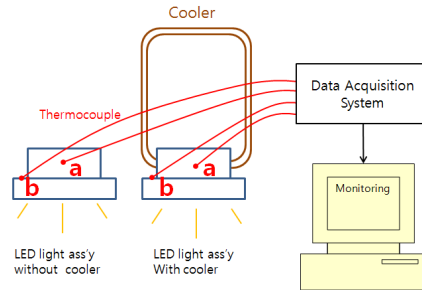 Cooler
Thermocouple
Data Acquisition
System
a
b
a
b
Monitoring
LED light ass'y
without cooler
LED light ass'y
With cooler